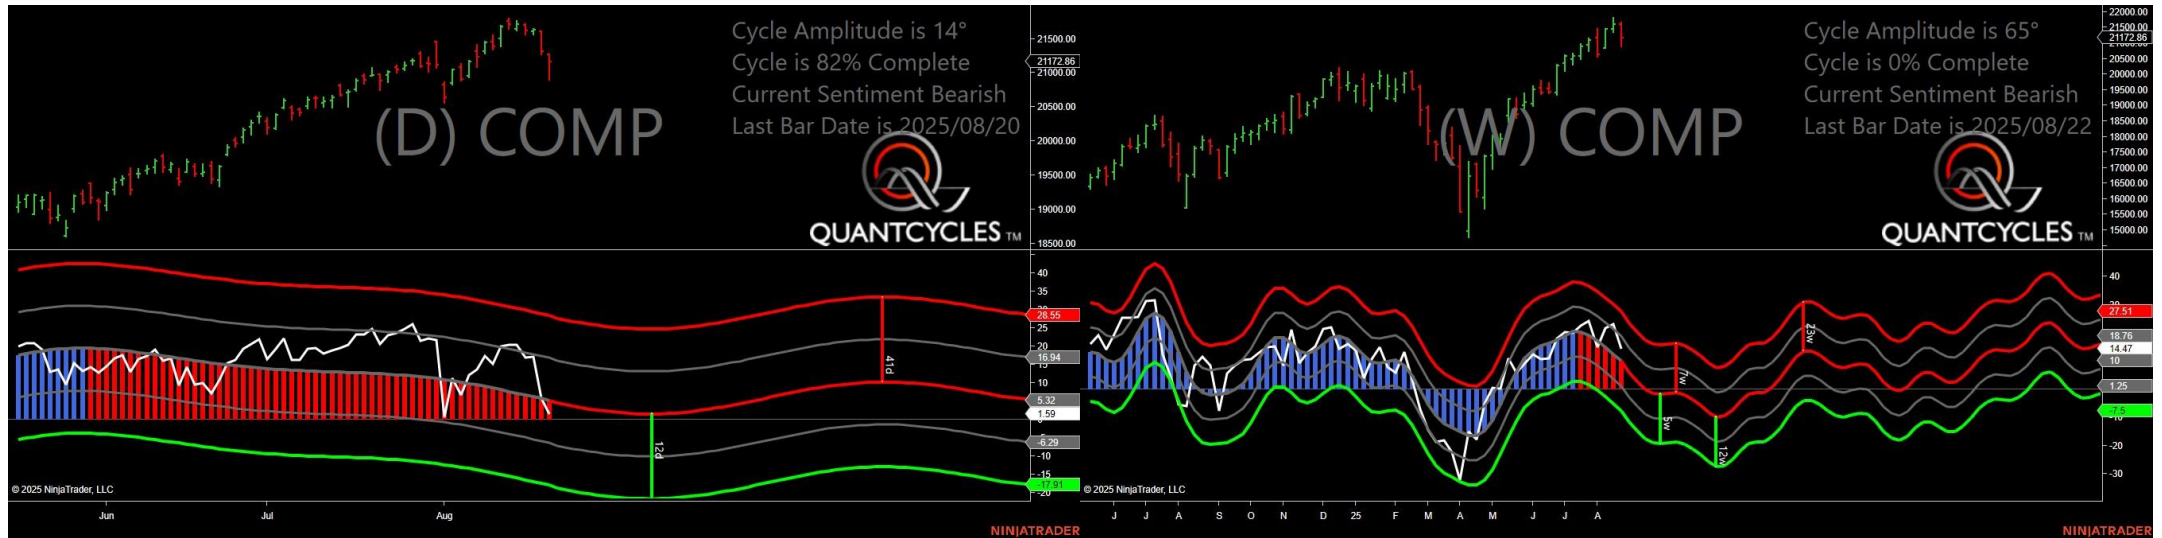 Cycle Amplitude is 14°
Cycle is 82% Complete
Current Sentiment Bearish
Last Bar Date is 2025/08/20
(D) COMP
QUANTCYCLES TM
21500.00
21172.86
21000.00
20500.00
20000.00
19500.00
19000.00
18500.00
40
35
28.55
25
20
16.94
10
5.32
1.59
-6.29
-10
-15
-17.91
-20
41d
12d
© 2025 NinjaTrader, LLC
Jun Jul Aug
NINJATRADER
Cycle Amplitude is 65°
Cycle is 0% Complete
Current Sentiment Bearish
Last Bar Date is 2025/08/22
(W) COMP
QUANTCYCLES TM
22000.00
21500.00
21172.86
20500.00
20000.00
19500.00
19000.00
18500.00
18000.00
17500.00
17000.00
16500.00
16000.00
15500.00
15000.00
40
27.51
18.76
14.47
10
1.25
-7.5
-20
-30
7w
5w
12w
23w
© 2025 NinjaTrader, LLC
J J A S O N D 25 F M A M J J A
NINJATRADER